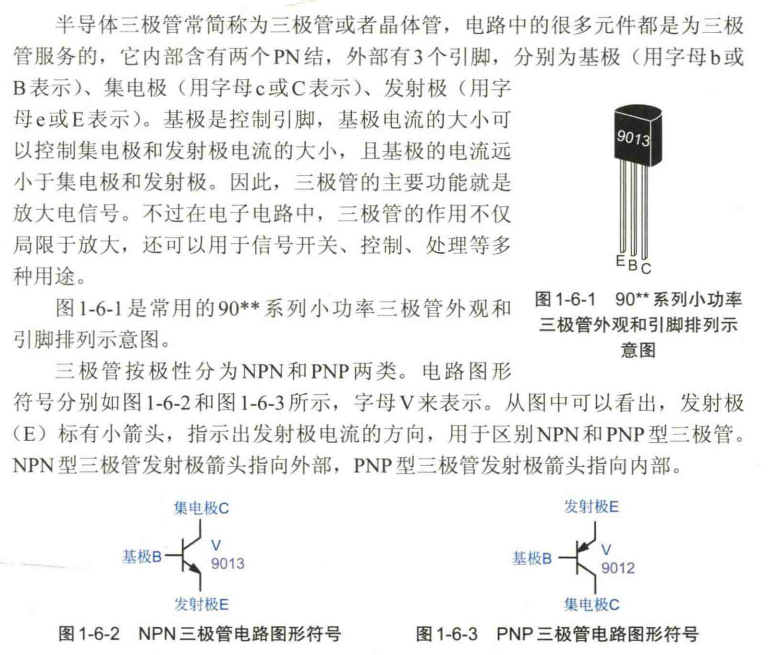 半导体三极管常简称为三极管或者晶体管，电路中的很多元件都是为三极
管服务的，它内部含有两个PN结，外部有3个引脚，分别为基极（用字母b或
B表示）、集电极（用字母c或C表示）、发射极（用字
母e或E表示）。基极是控制引脚，基极电流的大小可
以控制集电极和发射极电流的大小，且基极的电流远
小于集电极和发射极。因此，三极管的主要功能就是
放大电信号。不过在电子电路中，三极管的作用不仅
局限于放大，还可以用于信号开关、控制、处理等多
种用途。
图1-6-1是常用的90**系列小功率三极管外观和
引脚排列示意图。
9013
E B C
图1-6-1 90**系列小功率
三极管外观和引脚排列示
意图
三极管按极性分为NPN和PNP两类。电路图形
符号分别如图1-6-2和图1-6-3所示，字母V来表示。从图中可以看出，发射极
（E）标有小箭头，指示出发射极电流的方向，用于区别NPN和PNP型三极管。
NPN型三极管发射极箭头指向外部，PNP型三极管发射极箭头指向内部。
集电极C
基极B
V
9013
发射极E
图1-6-2 NPN三极管电路图形符号
发射极E
基极B
V
9012
集电极C
图1-6-3 PNP三极管电路图形符号